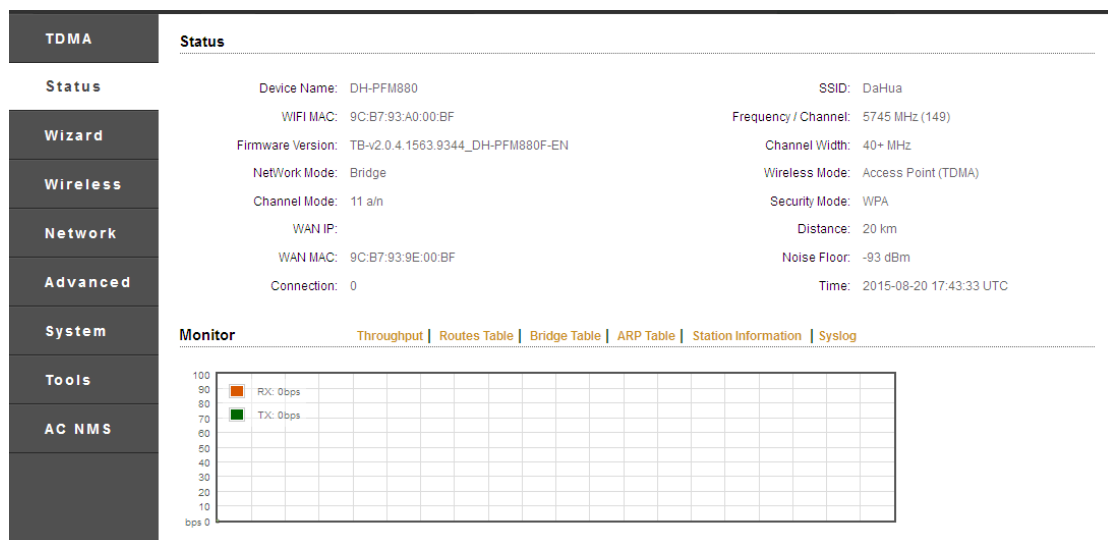 TDMA
Status
Wizard
Wireless
Network
Advanced
System
Tools
AC NMS
Status
Device Name: DH-PFM880
WIFI MAC: 9C:B7:93:A0:00:BF
Firmware Version: TB-v2.0.4.1563.9344_DH-PFM880F-EN
NetWork Mode: Bridge
Channel Mode: 11 a/n
WAN IP:
WAN MAC: 9C:B7:93:9E:00:BF
Connection: 0
SSID: DaHua
Frequency / Channel: 5745 MHz (149)
Channel Width: 40+ MHz
Wireless Mode: Access Point (TDMA)
Security Mode: WPA
Distance: 20 km
Noise Floor: -93 dBm
Time: 2015-08-20 17:43:33 UTC
Monitor
Throughput | Routes Table | Bridge Table | ARP Table | Station Information | Syslog
100
90
80
70
60
50
40
30
20
10
bps 0
RX: 0bps
TX: 0bps